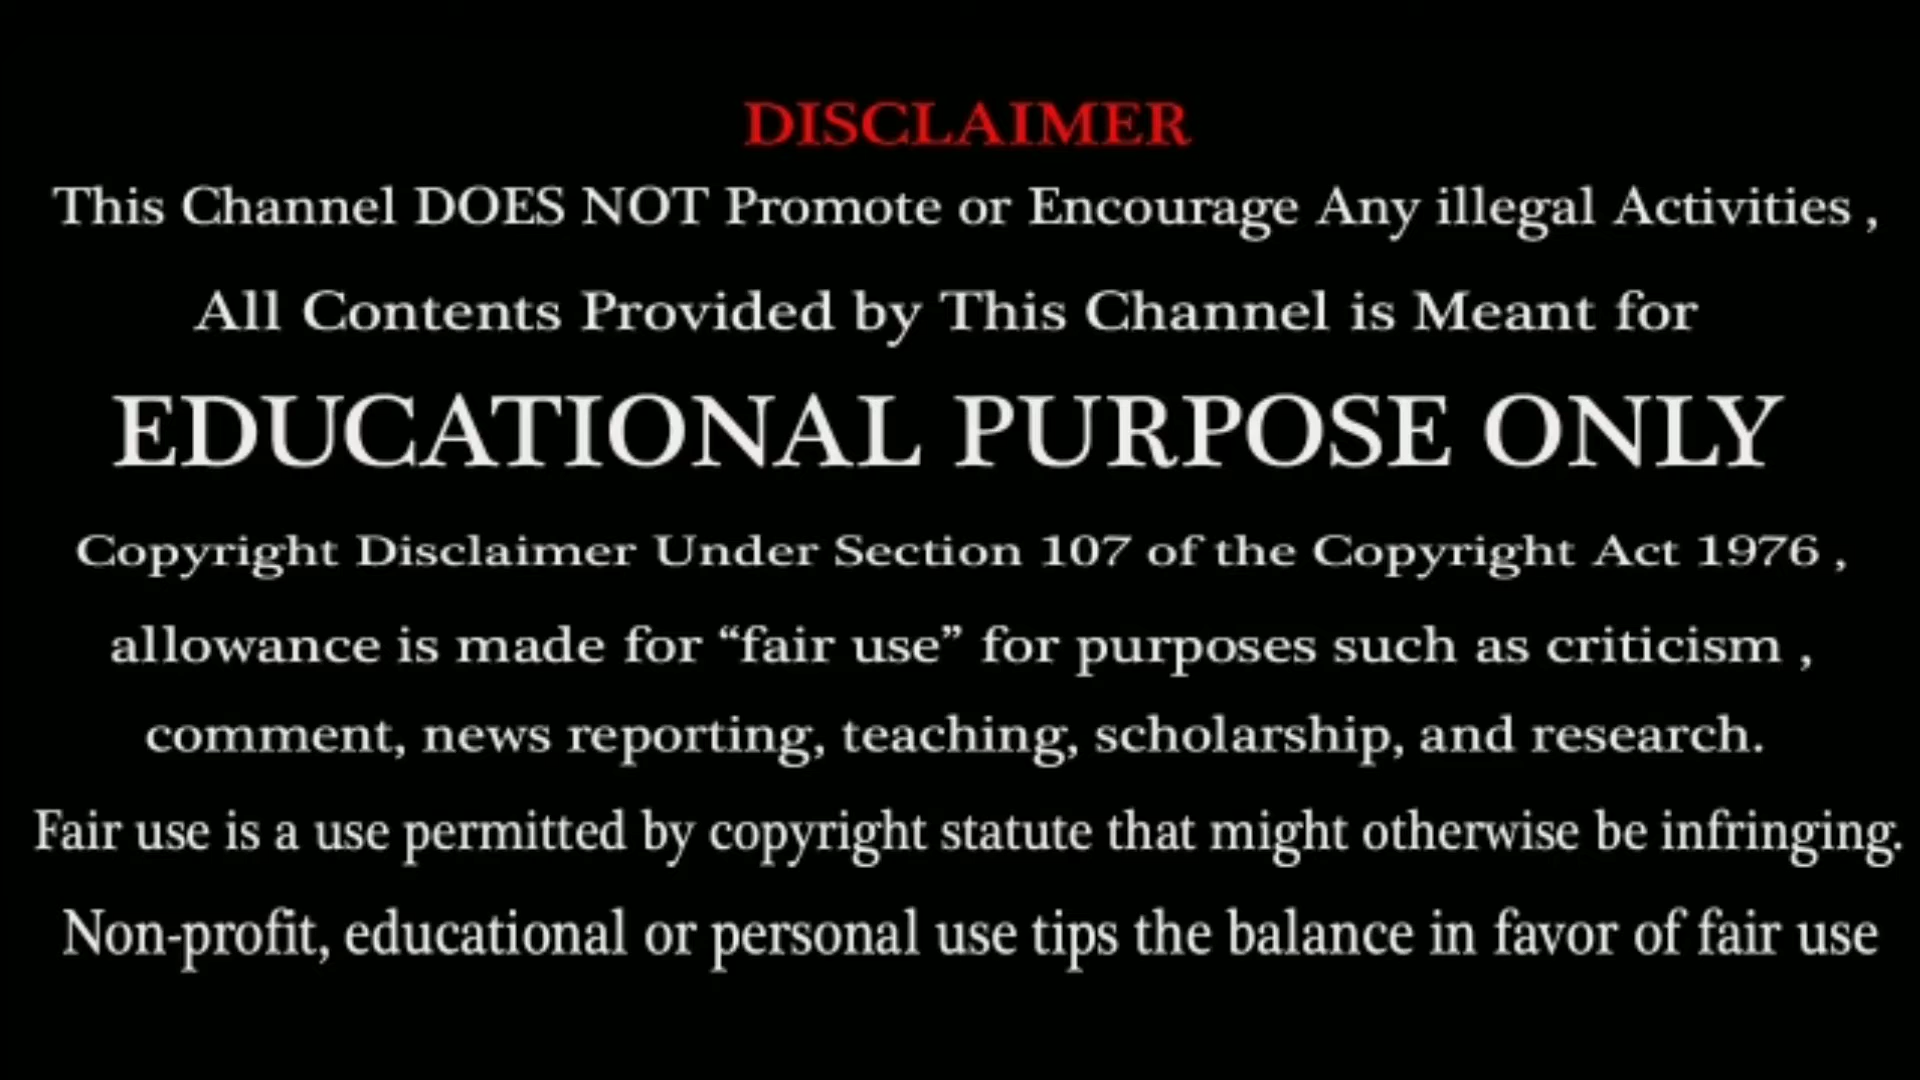 DISCLAIMER
This Channel DOES NOT Promote or Encourage Any illegal Activities ,
All Contents Provided by This Channel is Meant for
EDUCATIONAL PURPOSE ONLY
Copyright Disclaimer Under Section 107 of the Copyright Act 1976 ,
allowance is made for “fair use” for purposes such as criticism ,
comment, news reporting, teaching, scholarship, and research.
Fair use is a use permitted by copyright statute that might otherwise be infringing.
Non-profit, educational or personal use tips the balance in favor of fair use